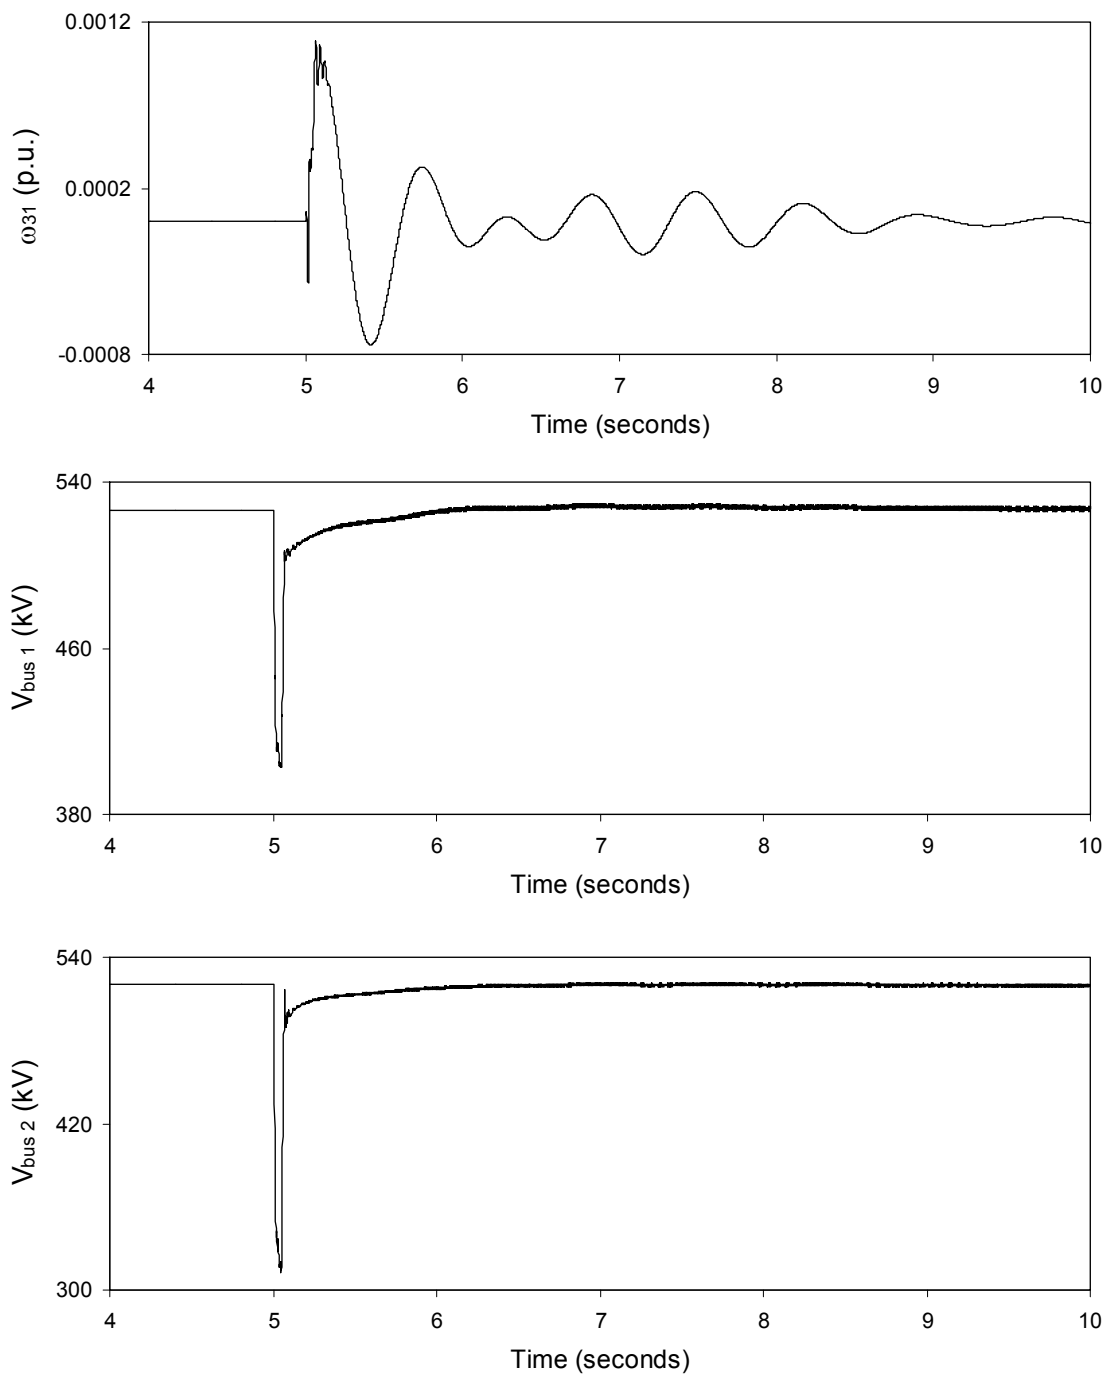 0.0012
0.0002
-0.0008
ω31 (p.u.)
4 5 6 7 8 9 10
Time (seconds)
540
460
380
Vbus 1 (kV)
4 5 6 7 8 9 10
Time (seconds)
540
420
300
Vbus 2 (kV)
4 5 6 7 8 9 10
Time (seconds)